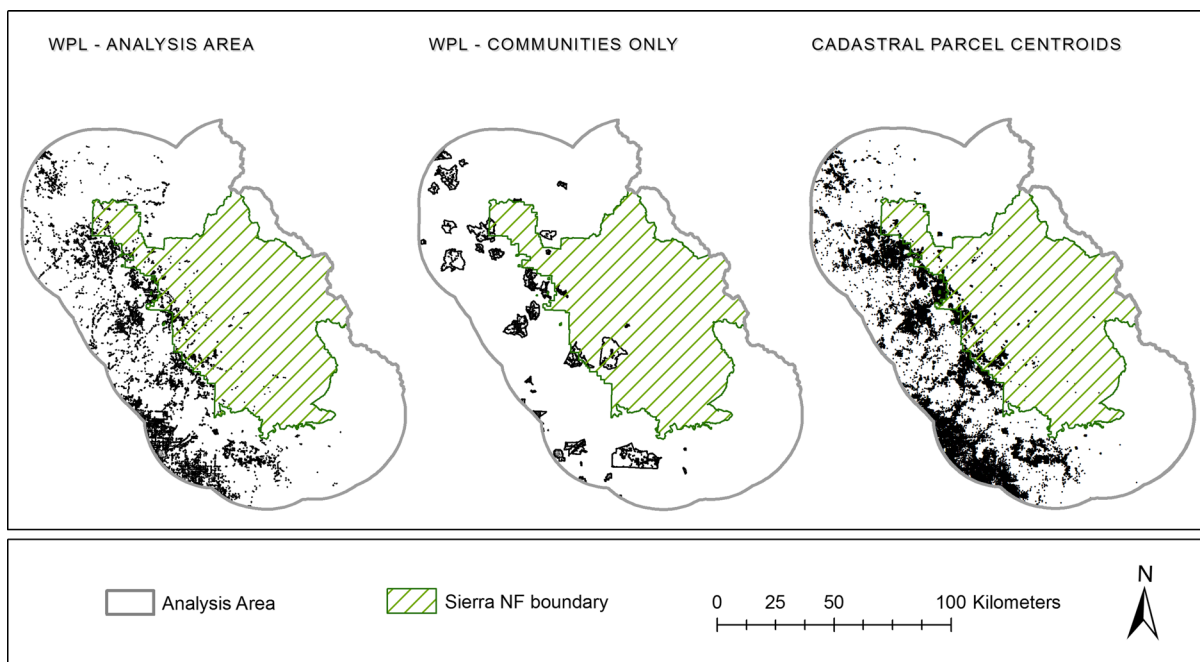 WPL - ANALYSIS AREA
WPL - COMMUNITIES ONLY
CADASTRAL PARCEL CENTROIDS
Analysis Area
Sierra NF boundary
0 25 50 100 Kilometers
N